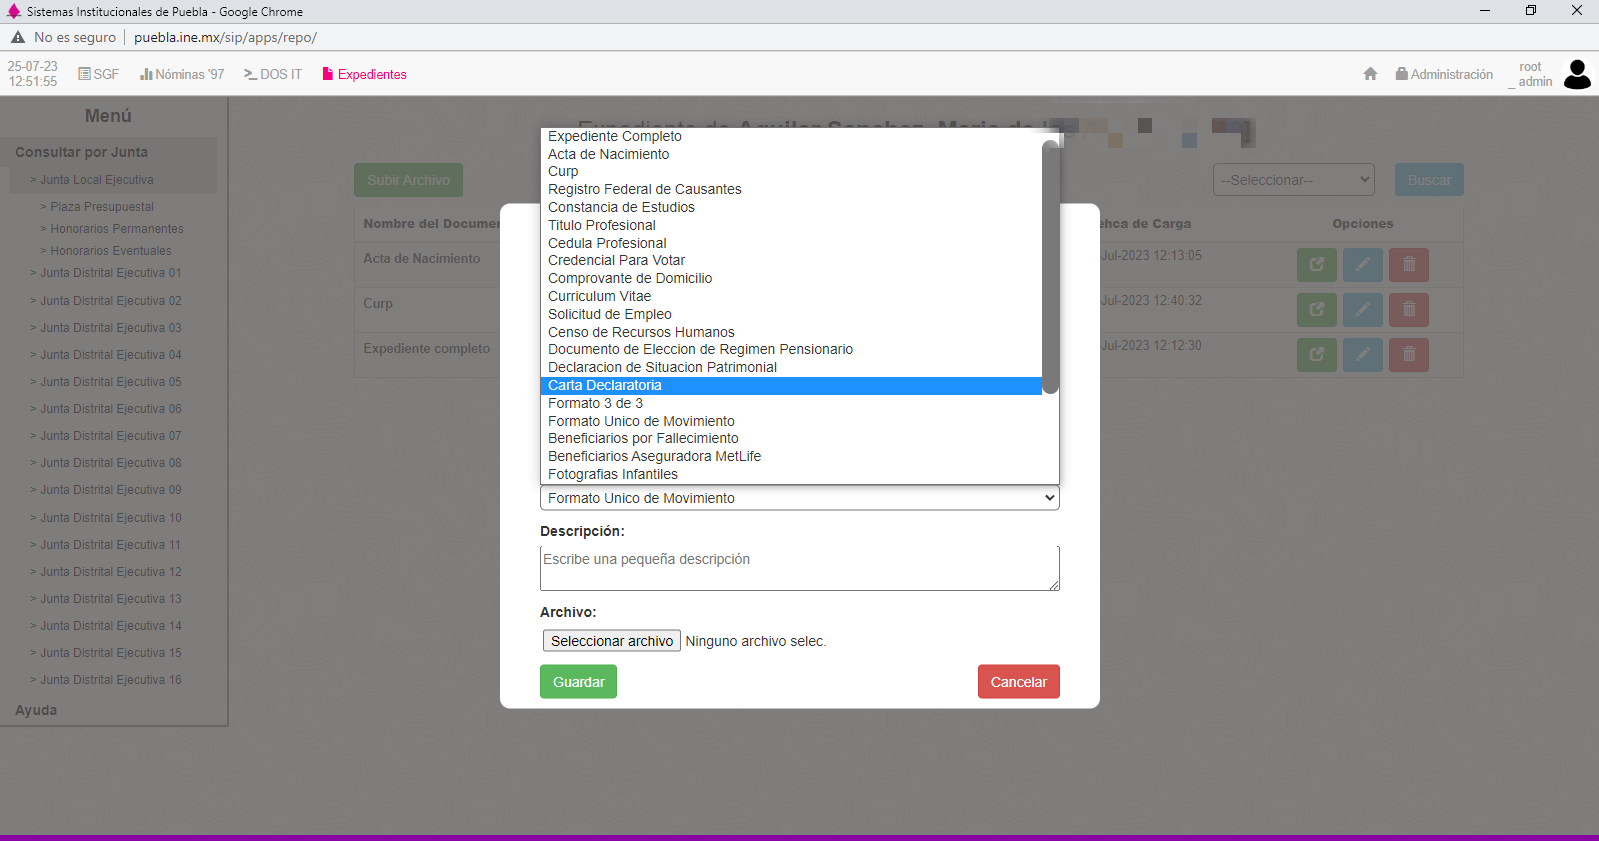 Sistemas Institucionales de Puebla - Google Chrome
No es seguro
puebla.ine.mx/sip/apps/repo/
25-07-23
12:51:55
SGF
Nóminas '97
DOS IT
Expedientes
Administración
root
_ admin
Menú
Consultar por Junta
> Junta Local Ejecutiva
> Plaza Presupuestal
> Honorarios Permanentes
> Honorarios Eventuales
> Junta Distrital Ejecutiva 01
> Junta Distrital Ejecutiva 02
> Junta Distrital Ejecutiva 03
> Junta Distrital Ejecutiva 04
> Junta Distrital Ejecutiva 05
> Junta Distrital Ejecutiva 06
> Junta Distrital Ejecutiva 07
> Junta Distrital Ejecutiva 08
> Junta Distrital Ejecutiva 09
> Junta Distrital Ejecutiva 10
> Junta Distrital Ejecutiva 11
> Junta Distrital Ejecutiva 12
> Junta Distrital Ejecutiva 13
> Junta Distrital Ejecutiva 14
> Junta Distrital Ejecutiva 15
> Junta Distrital Ejecutiva 16
Ayuda
Expediente de Aguilar Sanchez, Maria de
Subir Archivo
--Seleccionar--
Buscar
Nombre del Documen
ehca de Carga
Opciones
Acta de Nacimiento
Jul-2023 12:13:05
Curp
Jul-2023 12:40:32
Expediente completo
Jul-2023 12:12:30
Expediente Completo
Acta de Nacimiento
Curp
Registro Federal de Causantes
Constancia de Estudios
Titulo Profesional
Cedula Profesional
Credencial Para Votar
Comprovante de Domicilio
Curriculum Vitae
Solicitud de Empleo
Censo de Recursos Humanos
Documento de Eleccion de Regimen Pensionario
Declaracion de Situacion Patrimonial
Carta Declaratoria
Formato 3 de 3
Formato Unico de Movimiento
Beneficiarios por Fallecimiento
Beneficiarios Aseguradora MetLife
Fotografias Infantiles
Formato Unico de Movimiento
Descripción:
Escribe una pequeña descripción
Archivo:
Seleccionar archivo
Ninguno archivo selec.
Guardar
Cancelar